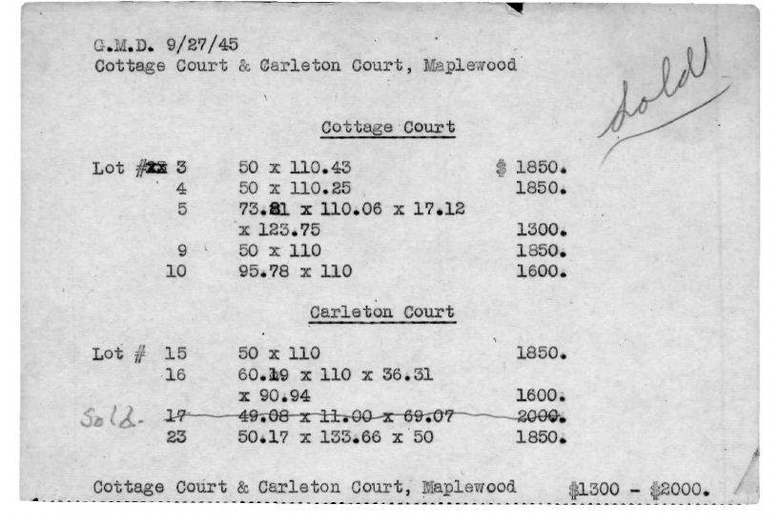 G.M.D. 9/27/45
Cottage Court & Carleton Court, Maplewood
Sold
Cottage Court
Lot # 3 50 x 110.43 $ 1850.
4 50 x 110.25 1850.
5 73.81 x 110.06 x 17.12
x 123.75 1300.
9 50 x 110 1850.
10 95.78 x 110 1600.
Carleton Court
Lot # 15 50 x 110 1850.
16 60.19 x 110 x 36.31
x 90.94 1600.
Sold. 17 49.08 x 11.00 x 69.07 2000.
23 50.17 x 133.66 x 50 1850.
Cottage Court & Carleton Court, Maplewood $1300 - $2000.